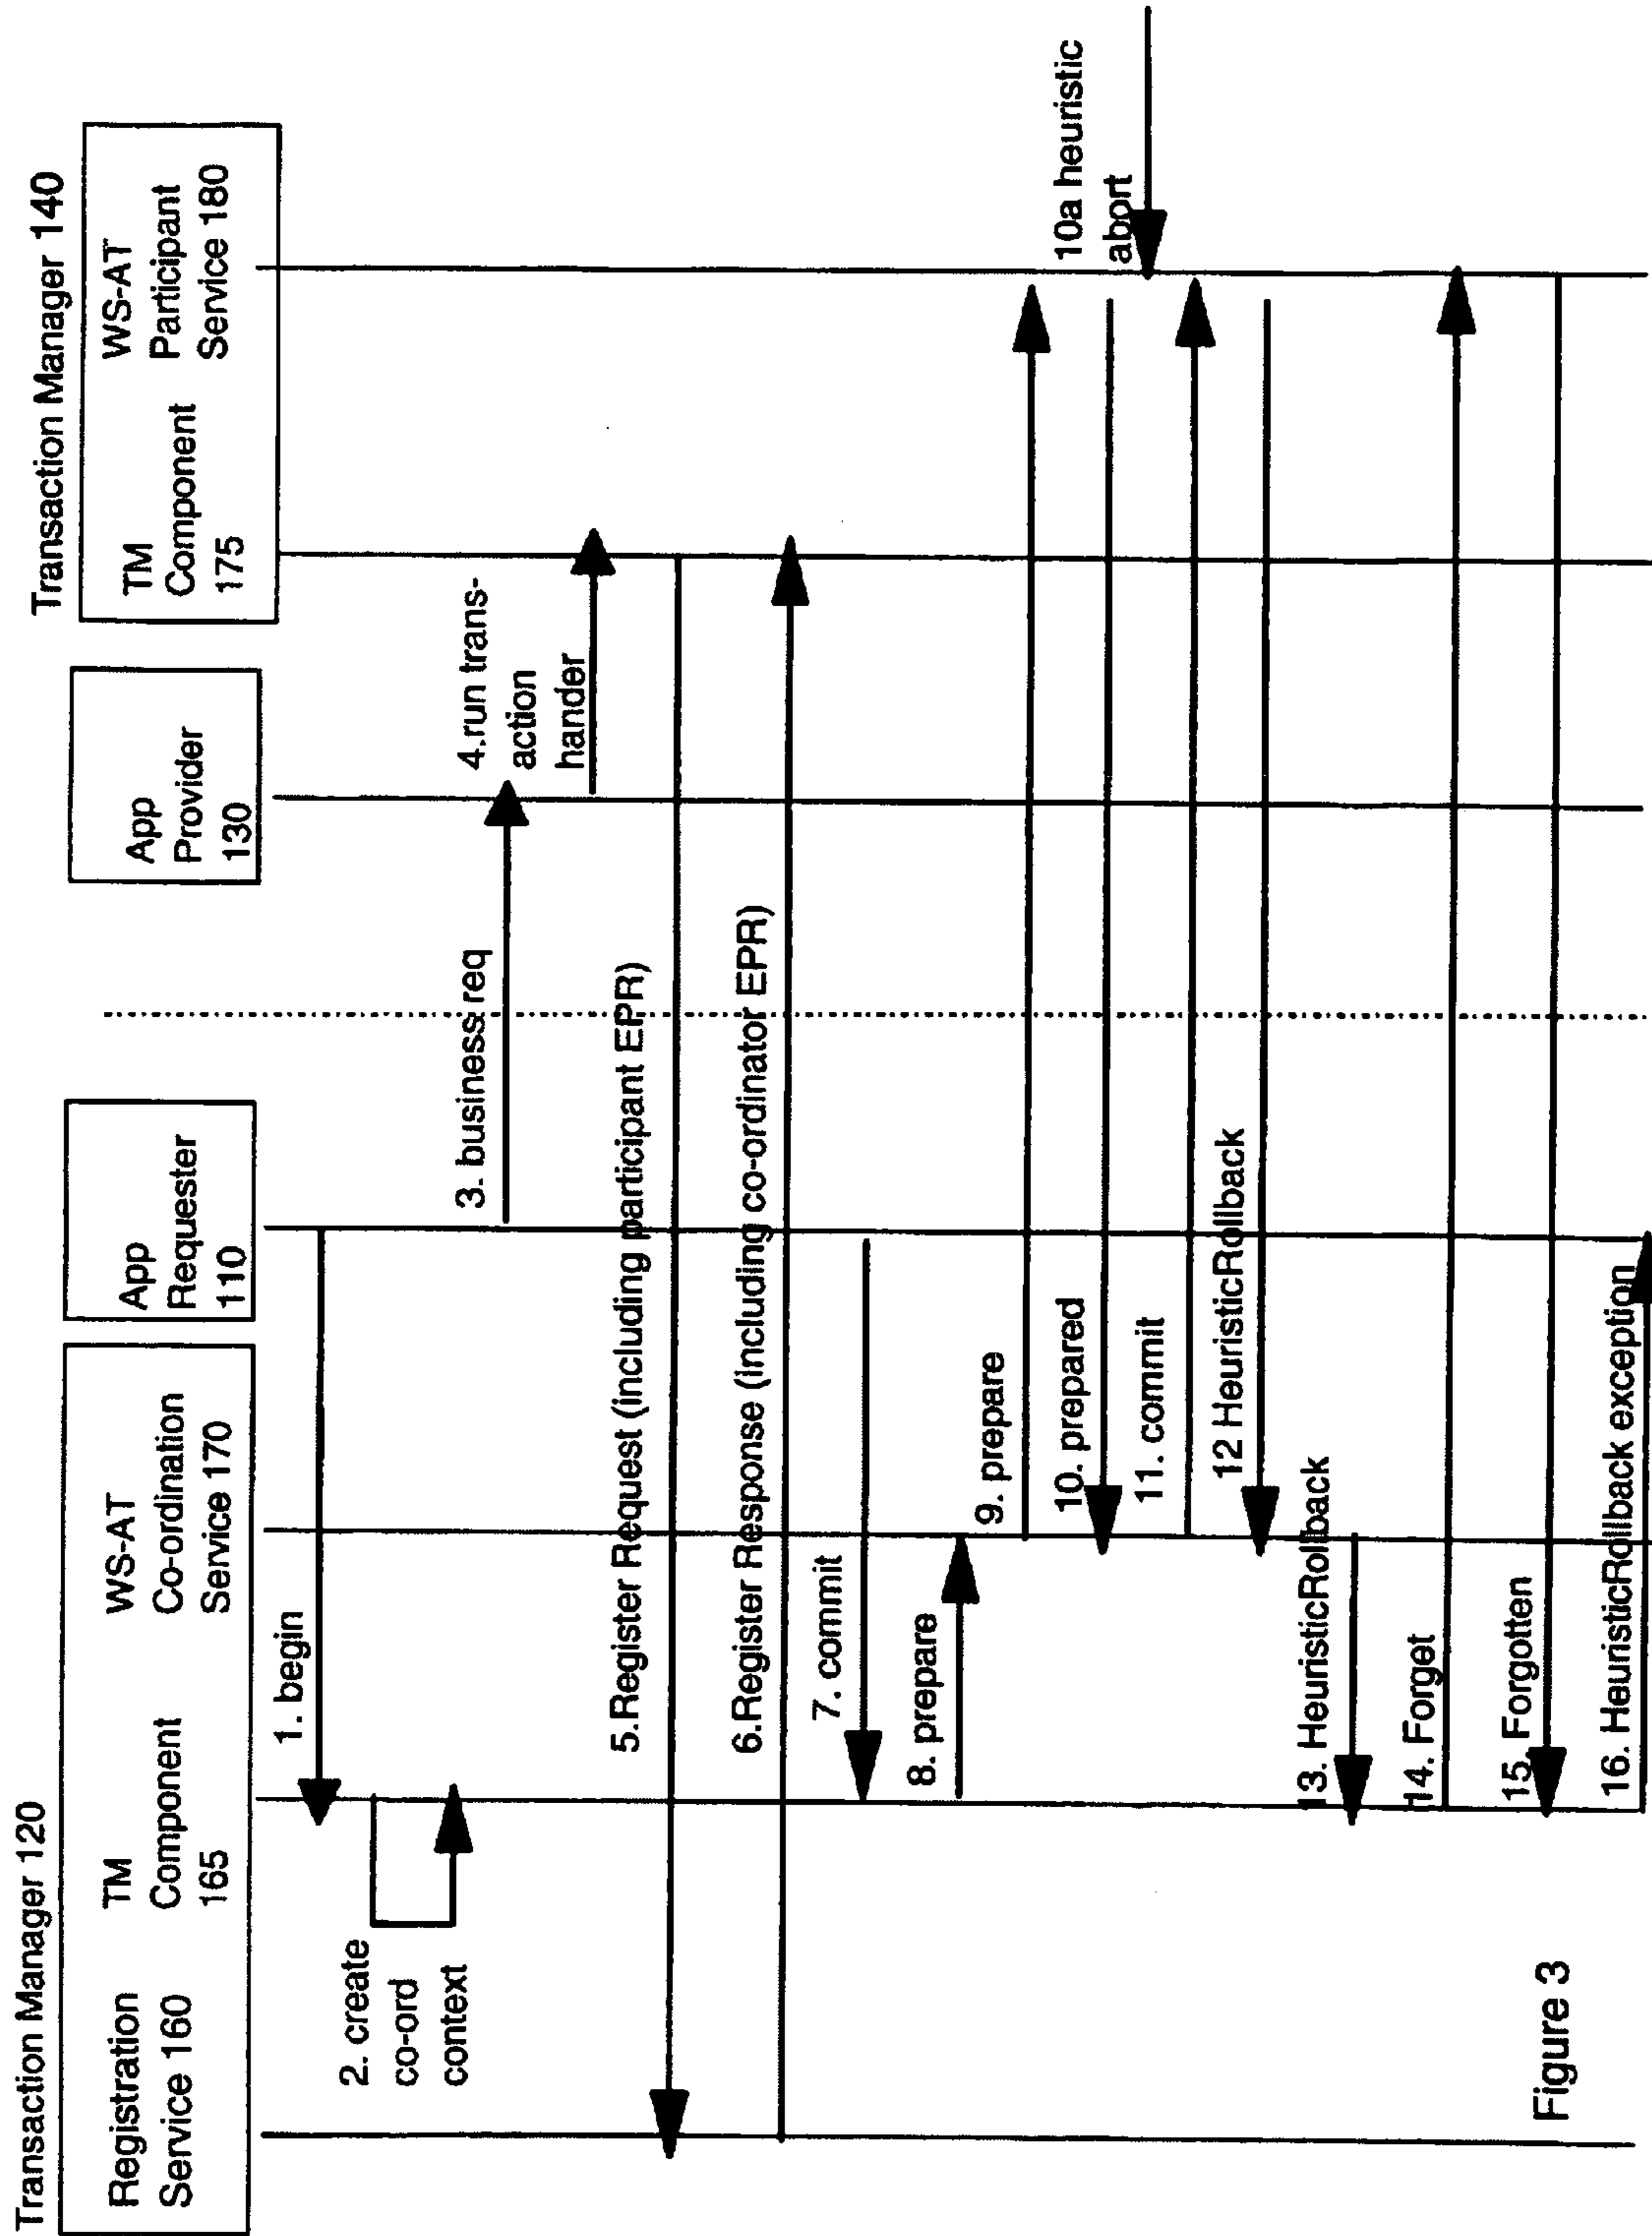 Transaction Manager 120
Registration
Service 160
TM
Component
165
WS-AT
Co-ordination
Service 170
App
Requester
110
App
Provider
130
Transaction Manager 140
TM
Component
175
WS-AT
Participant
Service 180
1. begin
2. create
co-ord
context
3. business req
4.run trans-
action
hander
5.Register Request (including participant EPR)
6.Register Response (including co-ordinator EPR)
7. commit
8. prepare
9. prepare
10. prepared
10a heuristic
abort
11. commit
12 HeuristicRollback
13. HeuristicRollback
14. Forget
15. Forgotten
16. HeuristicRollback exception
Figure 3